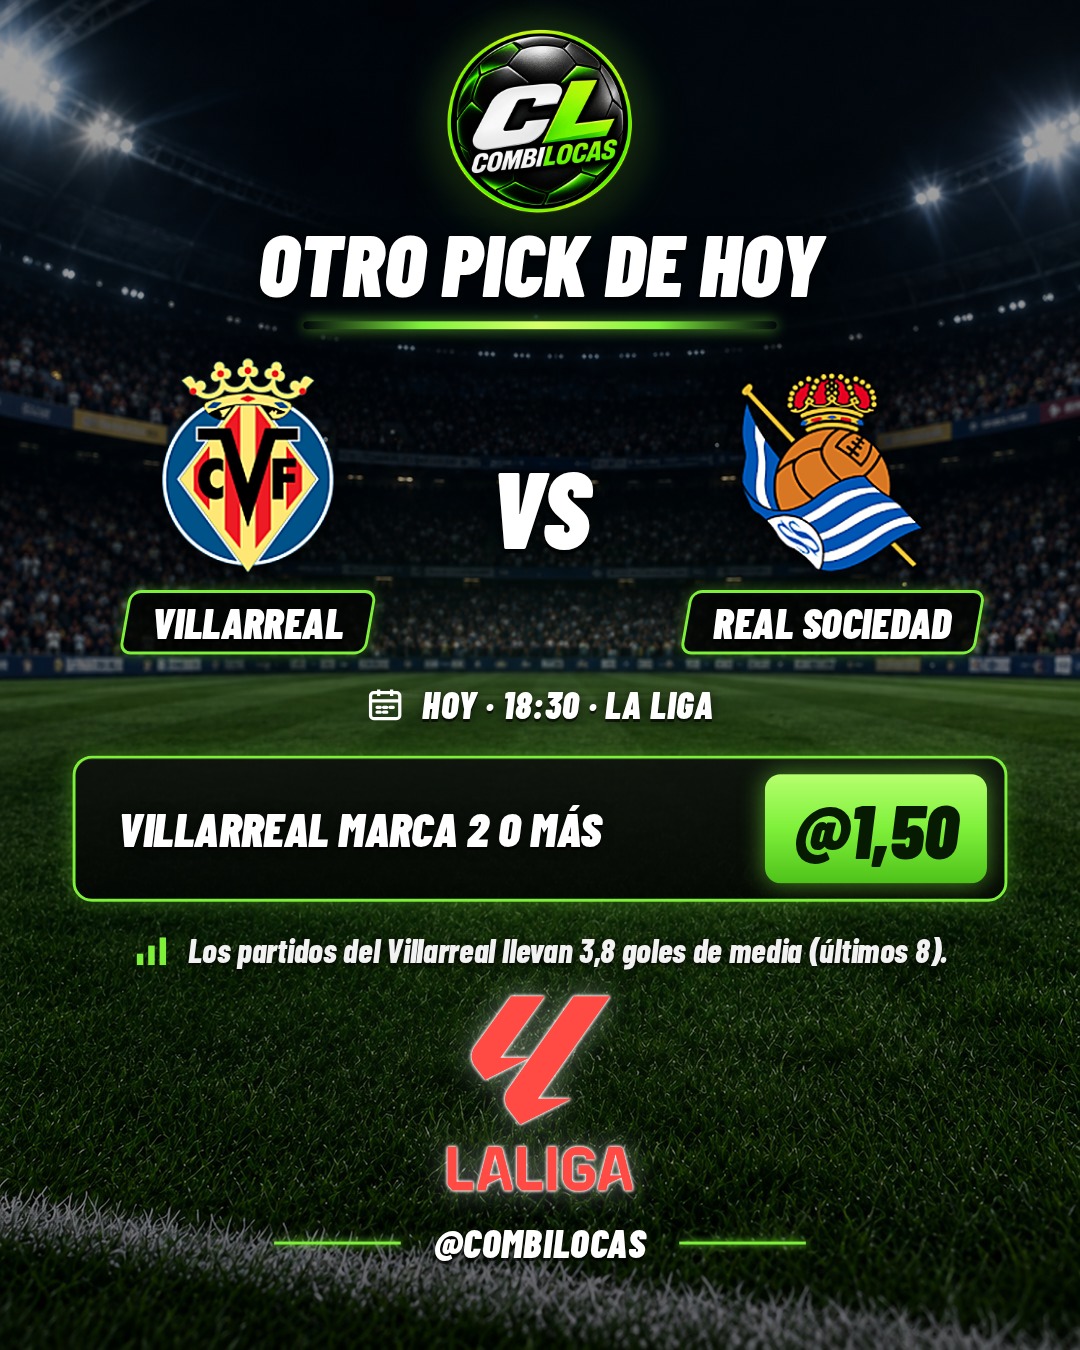 CL
COMBILOCAS
OTRO PICK DE HOY
CVF
VS
VILLARREAL
REAL SOCIEDAD
HOY · 18:30 · LA LIGA
VILLARREAL MARCA 2 O MÁS
@1,50
Los partidos del Villarreal llevan 3,8 goles de media (últimos 8).
LALIGA
@COMBILOCAS